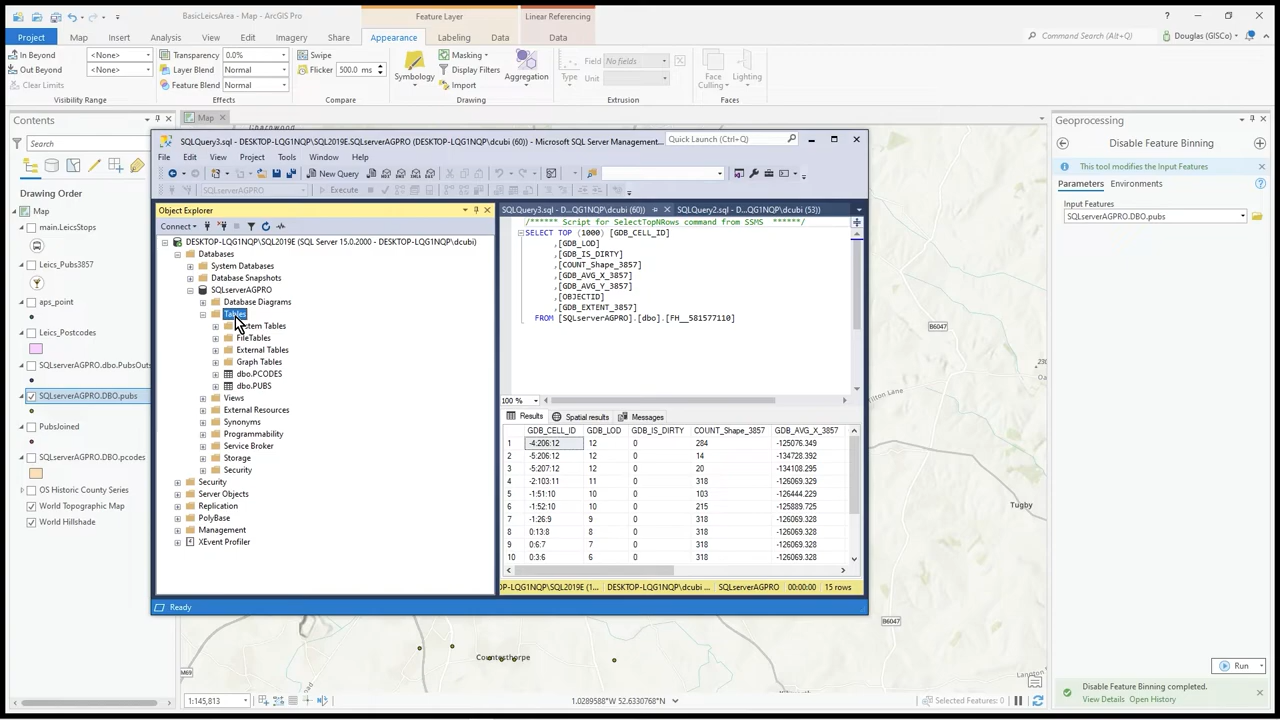 BasicLeicsArea - Map - ArcGIS Pro
Feature Layer
Linear Referencing
?
Project
Map
Insert
Analysis
View
Edit
Imagery
Share
Appearance
Labeling
Data
Data
Command Search (Alt+Q)
Douglas (GISCo)
In Beyond
<None>
Out Beyond
<None>
Clear Limits
Visibility Range
Transparency
0.0%
Layer Blend
Normal
Feature Blend
Normal
Effects
Swipe
Flicker
500.0 ms
Compare
Symbology
Masking
Display Filters
Import
Aggregation
Drawing
Field
No fields
Unit
Extrusion
Face
Culling
Lighting
Faces
Contents
Search
Drawing Order
Map
main.LeicsStops
Leics_Pubs3857
aps_point
Leics_Postcodes
SQLserverAGPRO.dbo.PubsOuts
SQLserverAGPRO.DBO.pubs
PubsJoined
SQLserverAGPRO.DBO.pcodes
OS Historic County Series
World Topographic Map
World Hillshade
Map
SQLQuery3.sql - DESKTOP-LQG1NQP\SQL2019E.SQLserverAGPRO (DESKTOP-LQG1NQP\dcubi (60)) - Microsoft SQL Server Management...
Quick Launch (Ctrl+Q)
File
Edit
View
Project
Tools
Window
Help
New Query
SQLserverAGPRO
Execute
Object Explorer
Connect
DESKTOP-LQG1NQP\SQL2019E (SQL Server 15.0.2000 - DESKTOP-LQG1NQP\dcubi)
Databases
System Databases
Database Snapshots
SQLserverAGPRO
Database Diagrams
Tables
System Tables
FileTables
External Tables
Graph Tables
dbo.PCODES
dbo.PUBS
Views
External Resources
Synonyms
Programmability
Service Broker
Storage
Security
Security
Server Objects
Replication
PolyBase
Management
XEvent Profiler
SQLQuery3.sql - D...QG1NQP\dcubi (60))
SQLQuery2.sql - D...QG1NQP\dcubi (53))
/****** Script for SelectTopNRows command from SSMS ******/
SELECT TOP (1000) [GDB_CELL_ID]
,[GDB_LOD]
,[GDB_IS_DIRTY]
,[COUNT_Shape_3857]
,[GDB_AVG_X_3857]
,[GDB_AVG_Y_3857]
,[OBJECTID]
,[GDB_EXTENT_3857]
FROM [SQLserverAGPRO].[dbo].[FH__581577110]
100 %
Results
Spatial results
Messages
GDB_CELL_ID GDB_LOD GDB_IS_DIRTY COUNT_Shape_3857 GDB_AVG_X_3857
1 -4:206:12 12 0 284 -125076.349
2 -5:206:12 12 0 14 -134728.392
3 -5:207:12 12 0 20 -134108.295
4 -2:103:11 11 0 318 -126069.329
5 -1:51:10 10 0 103 -126444.229
6 -1:52:10 10 0 215 -125889.725
7 -1:26:9 9 0 318 -126069.328
8 0:13:8 8 0 318 -126069.328
9 0:6:7 7 0 318 -126069.328
10 0:3:6 6 0 318 -126069.328
OP-LQG1NQP\SQL2019E (1...
DESKTOP-LQG1NQP\dcubi ...
SQLserverAGPRO
00:00:00
15 rows
Ready
B6047
Tugby
B6047
Countesthorpe
M69
1:145,813
1.0289588°W 52.6330768°N
Selected Features: 0
Geoprocessing
Disable Feature Binning
This tool modifies the Input Features
Parameters
Environments
?
Input Features
SQLserverAGPRO.DBO.pubs
Run
Disable Feature Binning completed.
View Details Open History